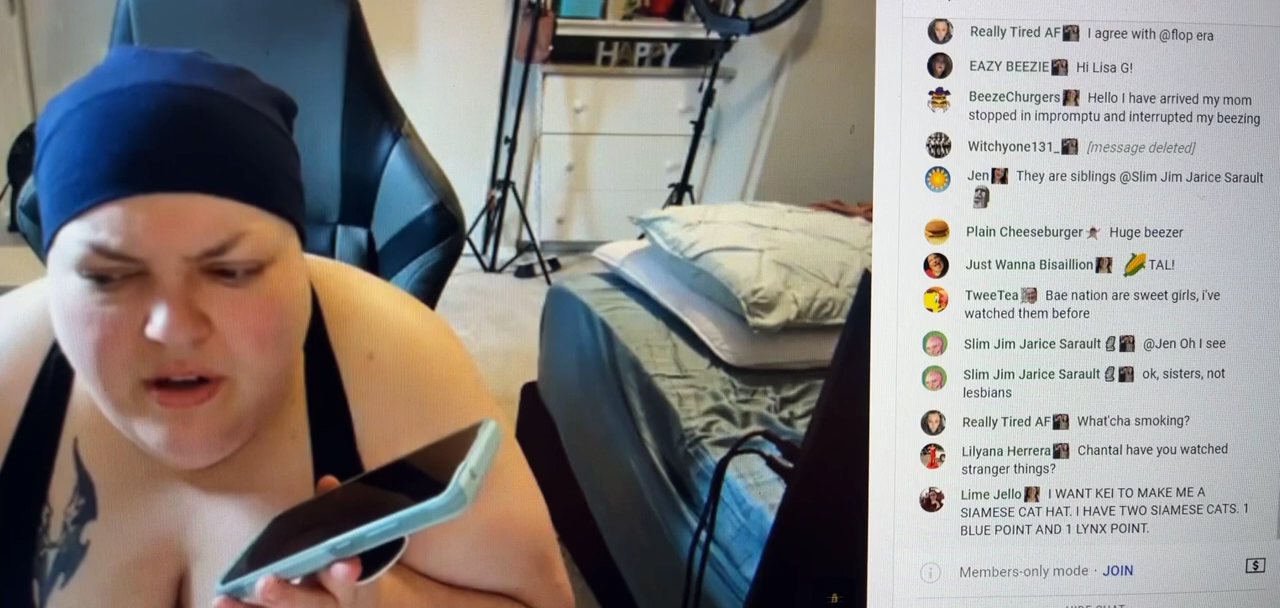 HAPPY
Really Tired AF I agree with @flop era
EAZY BEEZIE Hi Lisa G!
BeezeChurgers Hello I have arrived my mom
stopped in impromptu and interrupted my beezing
Witchyone131_ [message deleted]
Jen They are siblings @Slim Jim Jarice Sarault
Plain Cheeseburger Huge beezer
Just Wanna Bisaillion TAL!
TweeTea Bae nation are sweet girls, i've
watched them before
Slim Jim Jarice Sarault @Jen Oh I see
Slim Jim Jarice Sarault ok, sisters, not
lesbians
Really Tired AF What'cha smoking?
Lilyana Herrera Chantal have you watched
stranger things?
Lime Jello I WANT KEI TO MAKE ME A
SIAMESE CAT HAT. I HAVE TWO SIAMESE CATS. 1
BLUE POINT AND 1 LYNX POINT.
Members-only mode · JOIN
$
HIDE CHAT